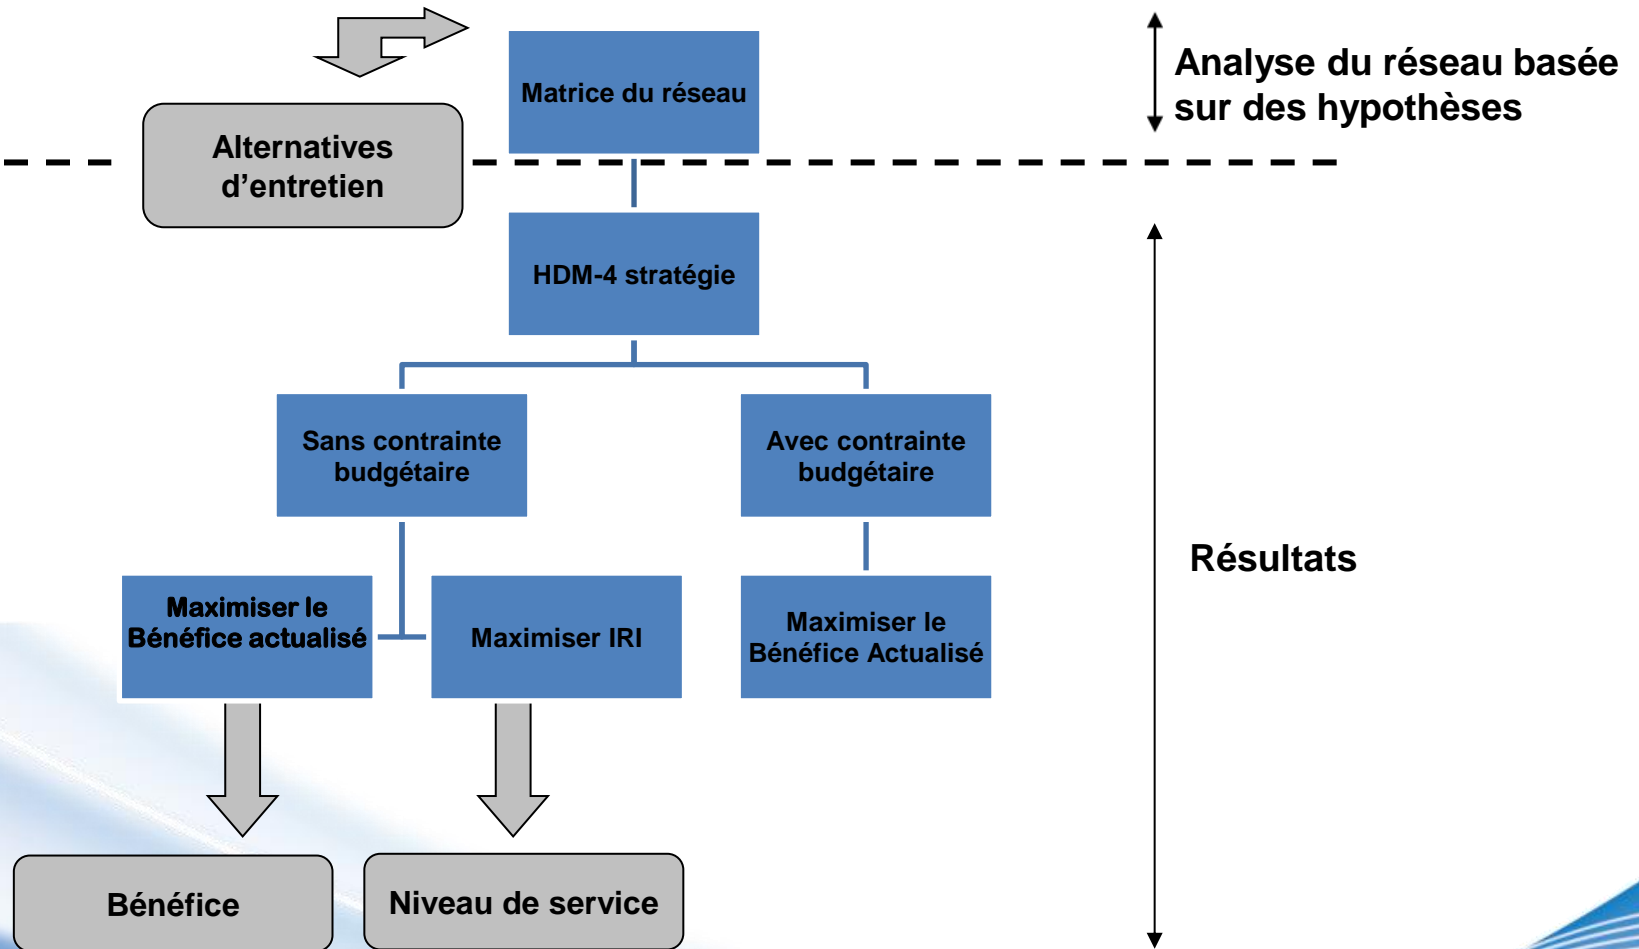 Matrice du réseau
Analyse du réseau basée
sur des hypothèses
Alternatives
d’entretien
HDM-4 stratégie
Sans contrainte
budgétaire
Avec contrainte
budgétaire
Résultats
Maximiser le
Bénéfice actualisé
Maximiser IRI
Maximiser le
Bénéfice Actualisé
Bénéfice
Niveau de service